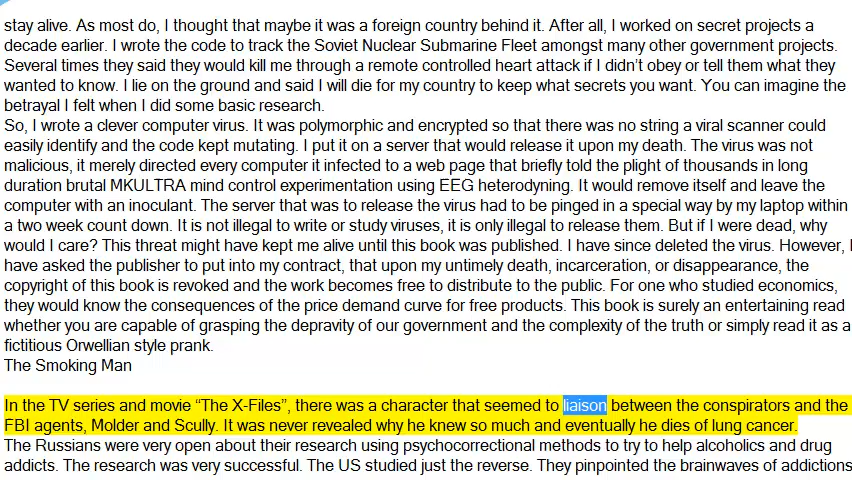 stay alive. As most do, I thought that maybe it was a foreign country behind it. After all, I worked on secret projects a
decade earlier. I wrote the code to track the Soviet Nuclear Submarine Fleet amongst many other government projects.
Several times they said they would kill me through a remote controlled heart attack if I didn’t obey or tell them what they
wanted to know. I lie on the ground and said I will die for my country to keep what secrets you want. You can imagine the
betrayal I felt when I did some basic research.
So, I wrote a clever computer virus. It was polymorphic and encrypted so that there was no string a viral scanner could
easily identify and the code kept mutating. I put it on a server that would release it upon my death. The virus was not
malicious, it merely directed every computer it infected to a web page that briefly told the plight of thousands in long
duration brutal MKULTRA mind control experimentation using EEG heterodyning. It would remove itself and leave the
computer with an inoculant. The server that was to release the virus had to be pinged in a special way by my laptop within
a two week count down. It is not illegal to write or study viruses, it is only illegal to release them. But if I were dead, why
would I care? This threat might have kept me alive until this book was published. I have since deleted the virus. However, I
have asked the publisher to put into my contract, that upon my untimely death, incarceration, or disappearance, the
copyright of this book is revoked and the work becomes free to distribute to the public. For one who studied economics,
they would know the consequences of the price demand curve for free products. This book is surely an entertaining read
whether you are capable of grasping the depravity of our government and the complexity of the truth or simply read it as a
fictitious Orwellian style prank.
The Smoking Man
In the TV series and movie “The X-Files”, there was a character that seemed to liaison between the conspirators and the
FBI agents, Molder and Scully. It was never revealed why he knew so much and eventually he dies of lung cancer.
The Russians were very open about their research using psychocorrectional methods to try to help alcoholics and drug
addicts. The research was very successful. The US studied just the reverse. They pinpointed the brainwaves of addictions